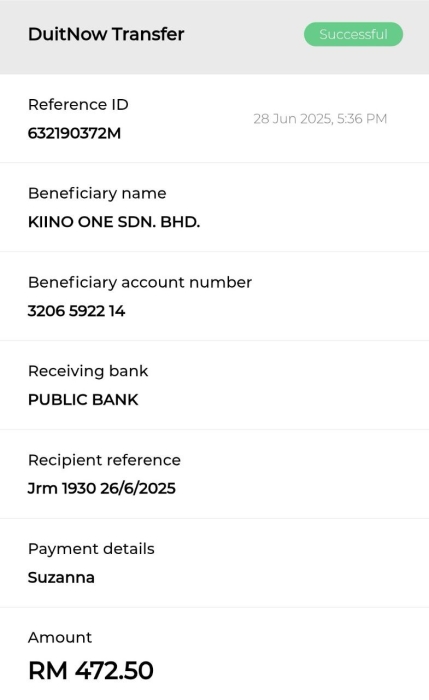 DuitNow Transfer
Successful
Reference ID
28 Jun 2025, 5:36 PM
632190372M
Beneficiary name
KIINO ONE SDN. BHD.
Beneficiary account number
3206 5922 14
Receiving bank
PUBLIC BANK
Recipient reference
Jrm 1930 26/6/2025
Payment details
Suzanna
Amount
RM 472.50